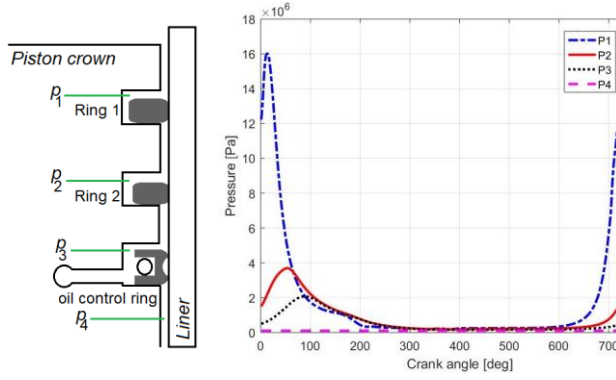 Piston crown
p1
Ring 1
p2
Ring 2
p3
oil control ring
p4
Liner
×10^6
18
16
14
12
10
8
6
4
2
0
Pressure [Pa]
0
100
200
300
400
500
600
700
Crank angle [deg]
P1
P2
P3
P4